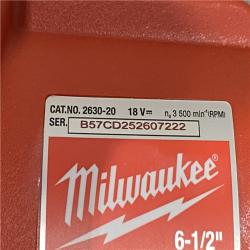 CAT.NO. 2630-20 18 V⎓ n₀ 3 500 min⁻¹(RPM)
SER. B57CD252607222
Milwaukee
6-1/2"